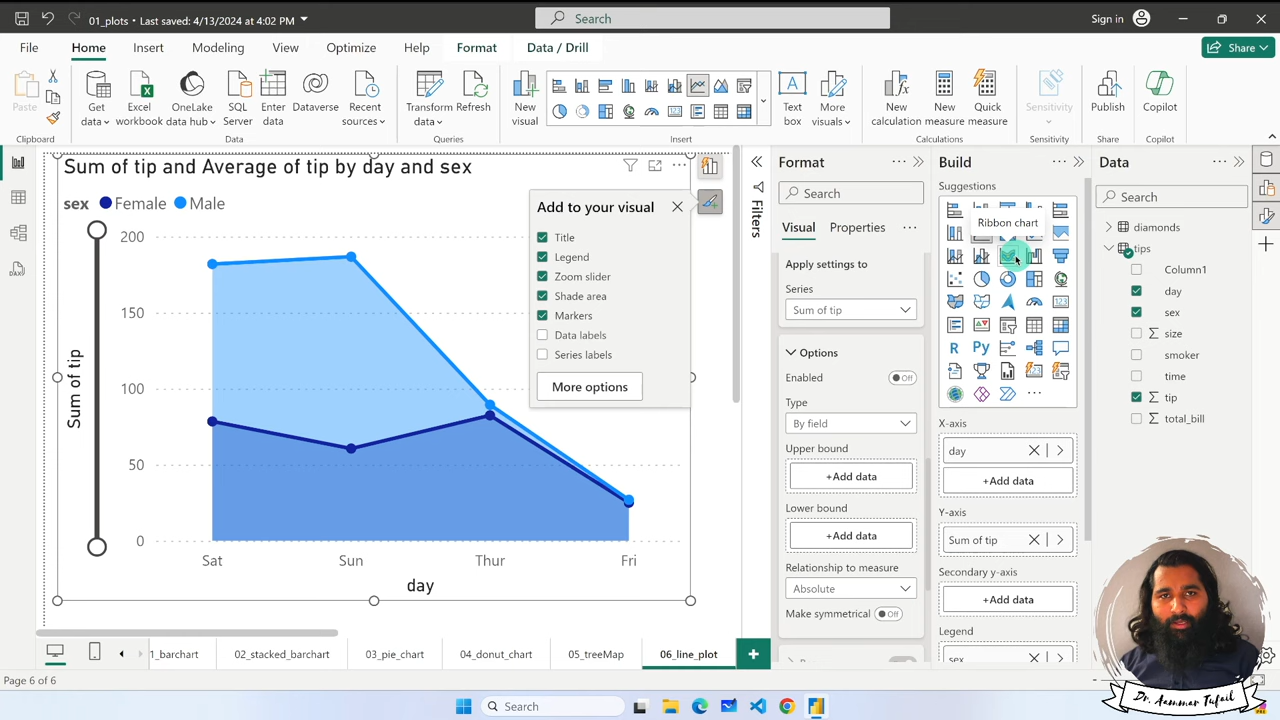 01_plots • Last saved: 4/13/2024 at 4:02 PM
Search
Sign in
File Home Insert Modeling View Optimize Help Format Data / Drill
Share
Paste
Get data
Excel workbook
OneLake data hub
SQL Server
Enter data
Dataverse
Recent sources
Transform data
Refresh
New visual
Text box
More visuals
New calculation
New measure
Quick measure
Sensitivity
Publish
Copilot
Clipboard Data Queries Insert Calculations Sensitivity Share Copilot
Sum of tip and Average of tip by day and sex
sex Female Male
200
150
100
50
0
Sum of tip
Sat Sun Thur Fri
day
Add to your visual
Title
Legend
Zoom slider
Shade area
Markers
Data labels
Series labels
More options
Filters
Format
Search
Visual Properties
Apply settings to
Series
Sum of tip
Options
Enabled Off
Type
By field
Upper bound
+Add data
Lower bound
+Add data
Relationship to measure
Absolute
Make symmetrical Off
Build
Suggestions
Ribbon chart
R Py
X-axis
day
+Add data
Y-axis
Sum of tip
Secondary y-axis
+Add data
Legend
sex
Data
Search
diamonds
tips
Column1
day
sex
size
smoker
time
tip
total_bill
1_barchart 02_stacked_barchart 03_pie_chart 04_donut_chart 05_treeMap 06_line_plot
Page 6 of 6
Search
Dr. Aammar Tufail